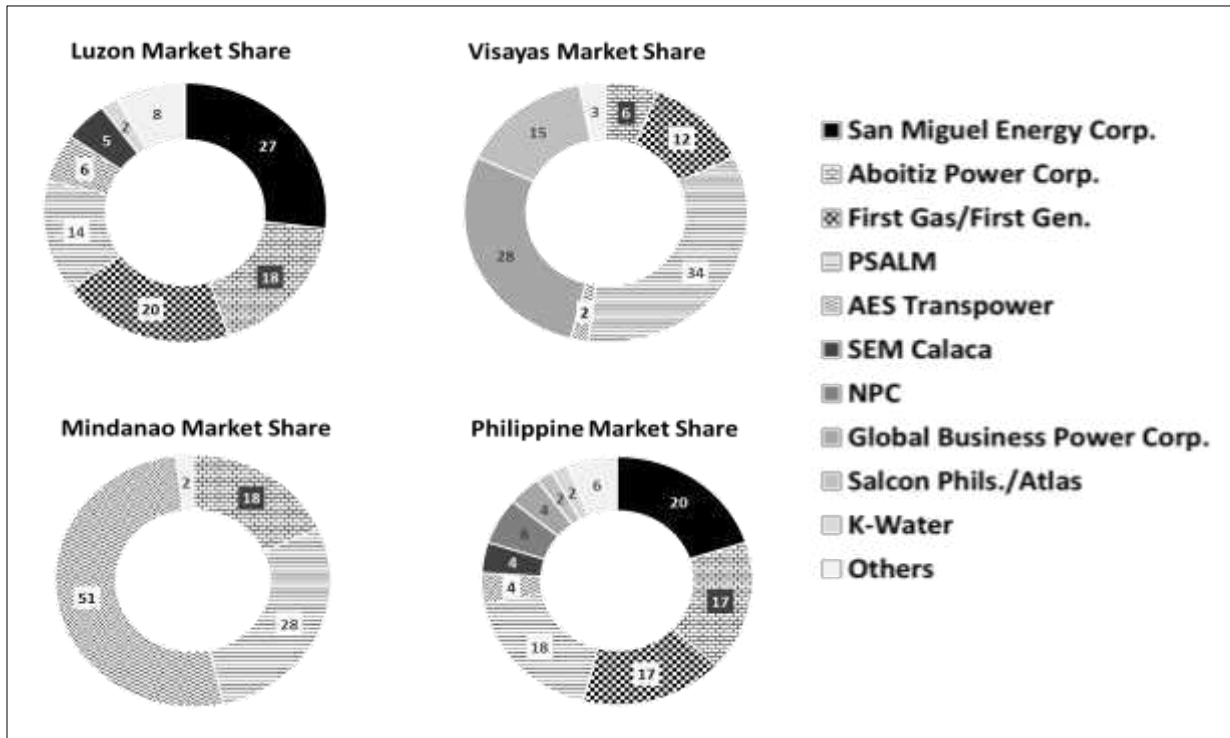 Luzon Market Share
8
2
5
6
14
20
18
27
Visayas Market Share
3
6
12
34
2
28
15
Mindanao Market Share
2
18
28
51
Philippine Market Share
6
2
2
4
6
4
4
18
17
17
20
San Miguel Energy Corp.
Aboitiz Power Corp.
First Gas/First Gen.
PSALM
AES Transpower
SEM Calaca
NPC
Global Business Power Corp.
Salcon Phils./Atlas
K-Water
Others